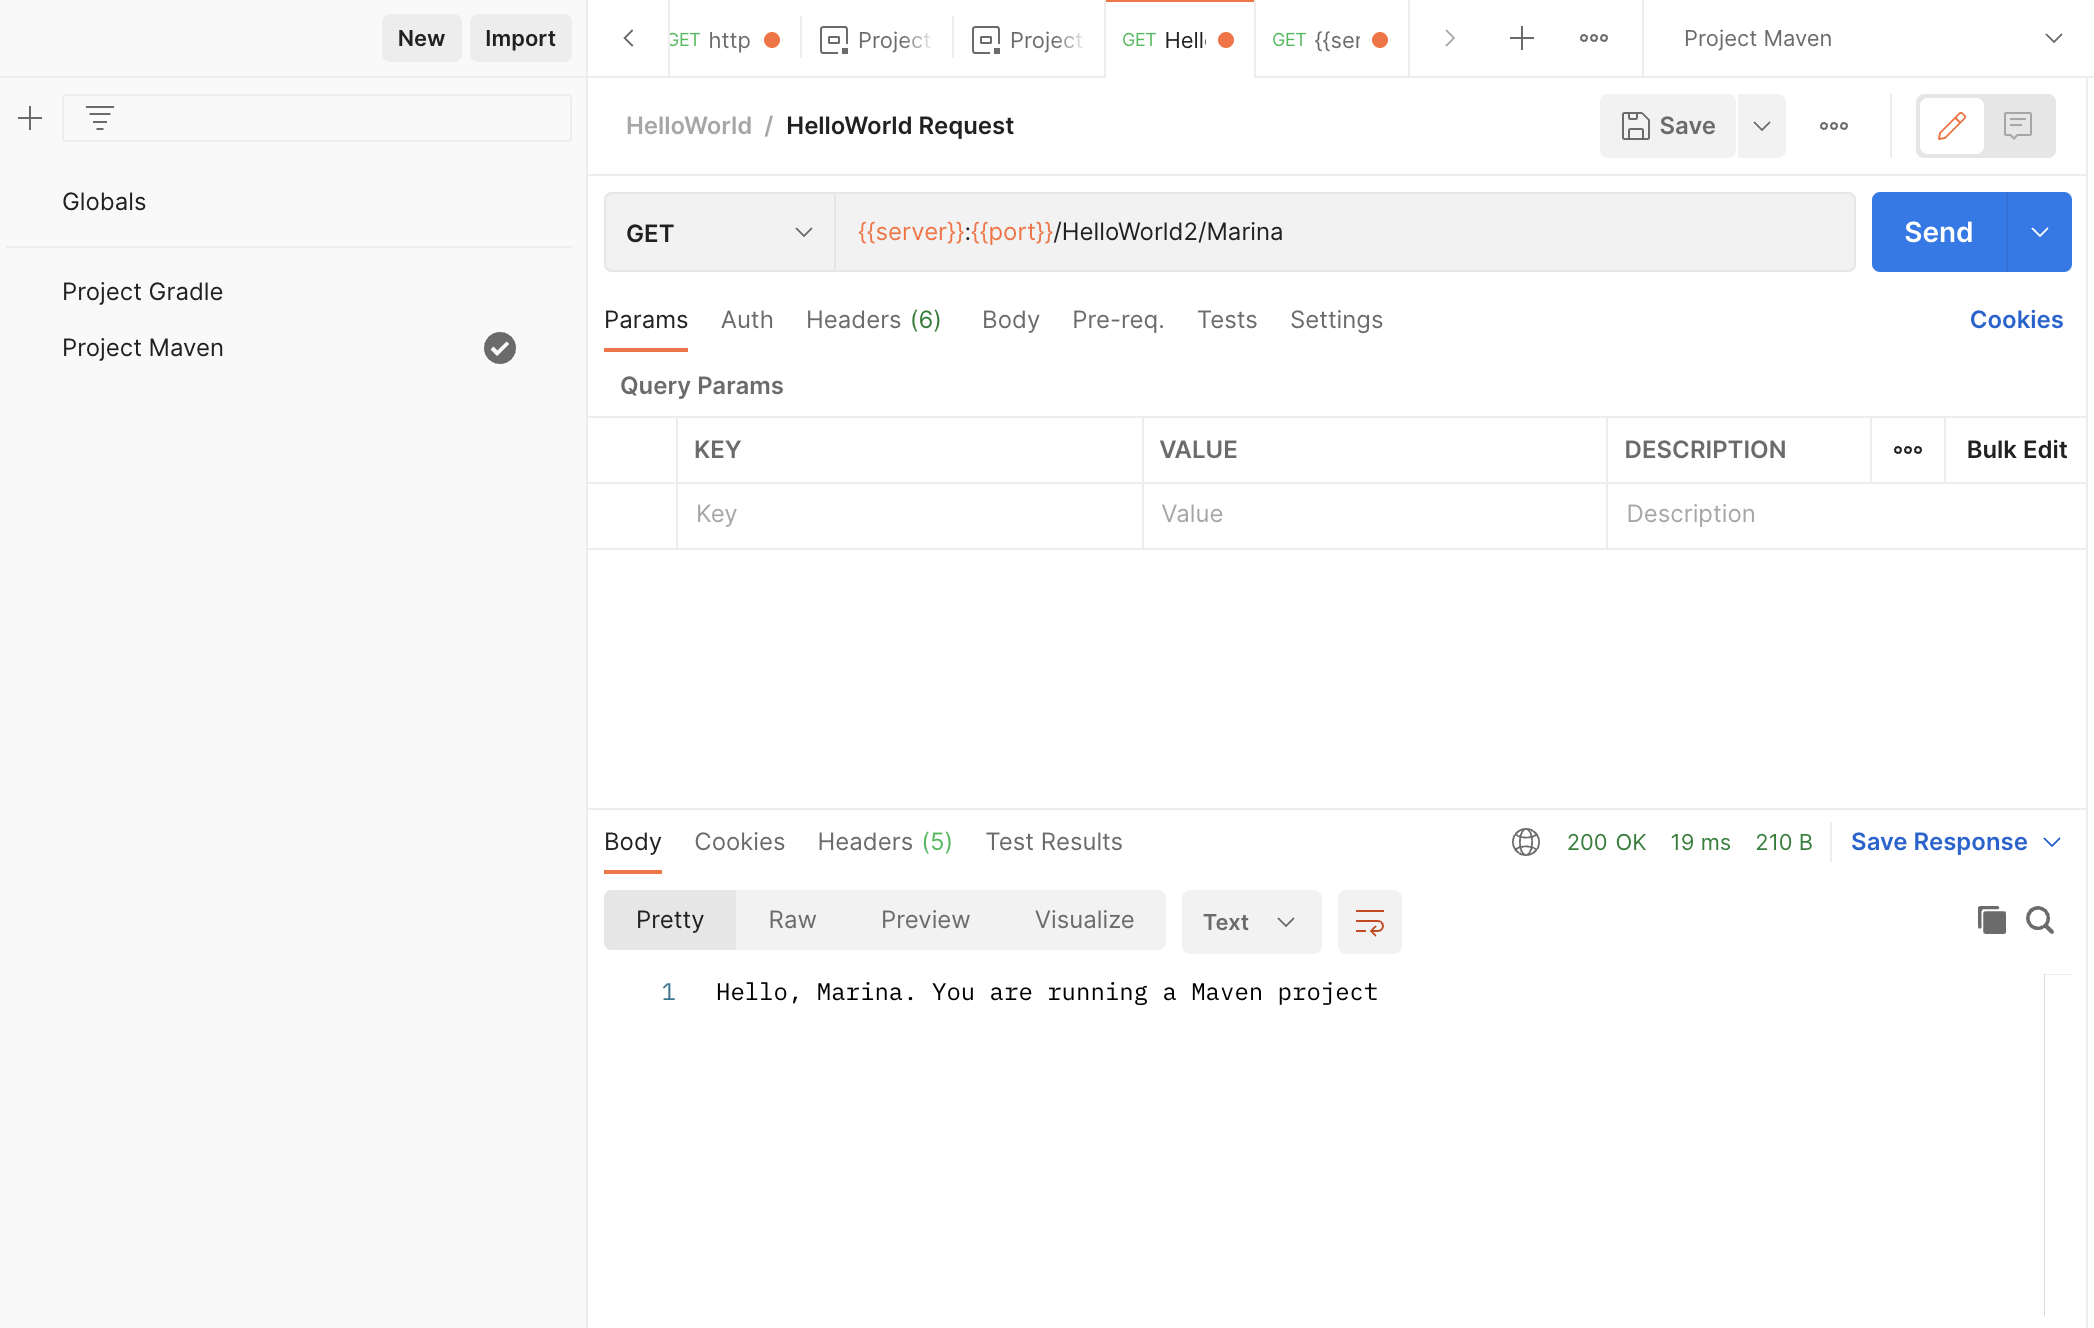 New Import
GET http Project Project GET Hell GET {{ser Project Maven
HelloWorld / HelloWorld Request Save
Globals
GET {{server}}:{{port}}/HelloWorld2/Marina Send
Project Gradle
Params Auth Headers (6) Body Pre-req. Tests Settings Cookies
Project Maven
Query Params
KEY VALUE DESCRIPTION Bulk Edit
Key Value Description
Body Cookies Headers (5) Test Results 200 OK 19 ms 210 B Save Response
Pretty Raw Preview Visualize Text
1 Hello, Marina. You are running a Maven project